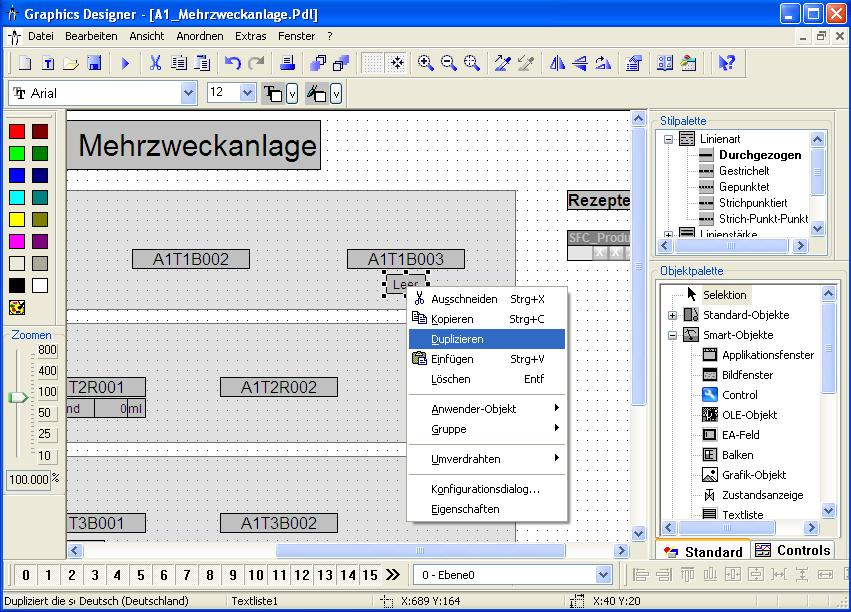 Graphics Designer - [A1_Mehrzweckanlage.Pdl]
Datei Bearbeiten Ansicht Anordnen Extras Fenster ?
Arial 12
Mehrzweckanlage
Rezepte
SFC_Produ
X X
A1T1B002 A1T1B003
Leer
T2R001 A1T2R002
nd 0 ml
T3B001 A1T3B002
Ausschneiden Strg+X
Kopieren Strg+C
Duplizieren
Einfügen Strg+V
Löschen Entf
Anwender-Objekt
Gruppe
Umverdrahten
Konfigurationsdialog...
Eigenschaften
Zoomen
800
400
100
50
25
10
100.000 %
Stilpalette
Linienart
Durchgezogen
Gestrichelt
Gepunktet
Strichpunktiert
Strich-Punkt-Punkt
Linienstärke
Objektpalette
Selektion
Standard-Objekte
Smart-Objekte
Applikationsfenster
Bildfenster
Control
OLE-Objekt
EA-Feld
Balken
Grafik-Objekt
Zustandsanzeige
Textliste
Standard Controls
0 1 2 3 4 5 6 7 8 9 10 11 12 13 14 15 0 - Ebene0
Dupliziert die se Deutsch (Deutschland) Textliste1 X:689 Y:164 X:40 Y:20